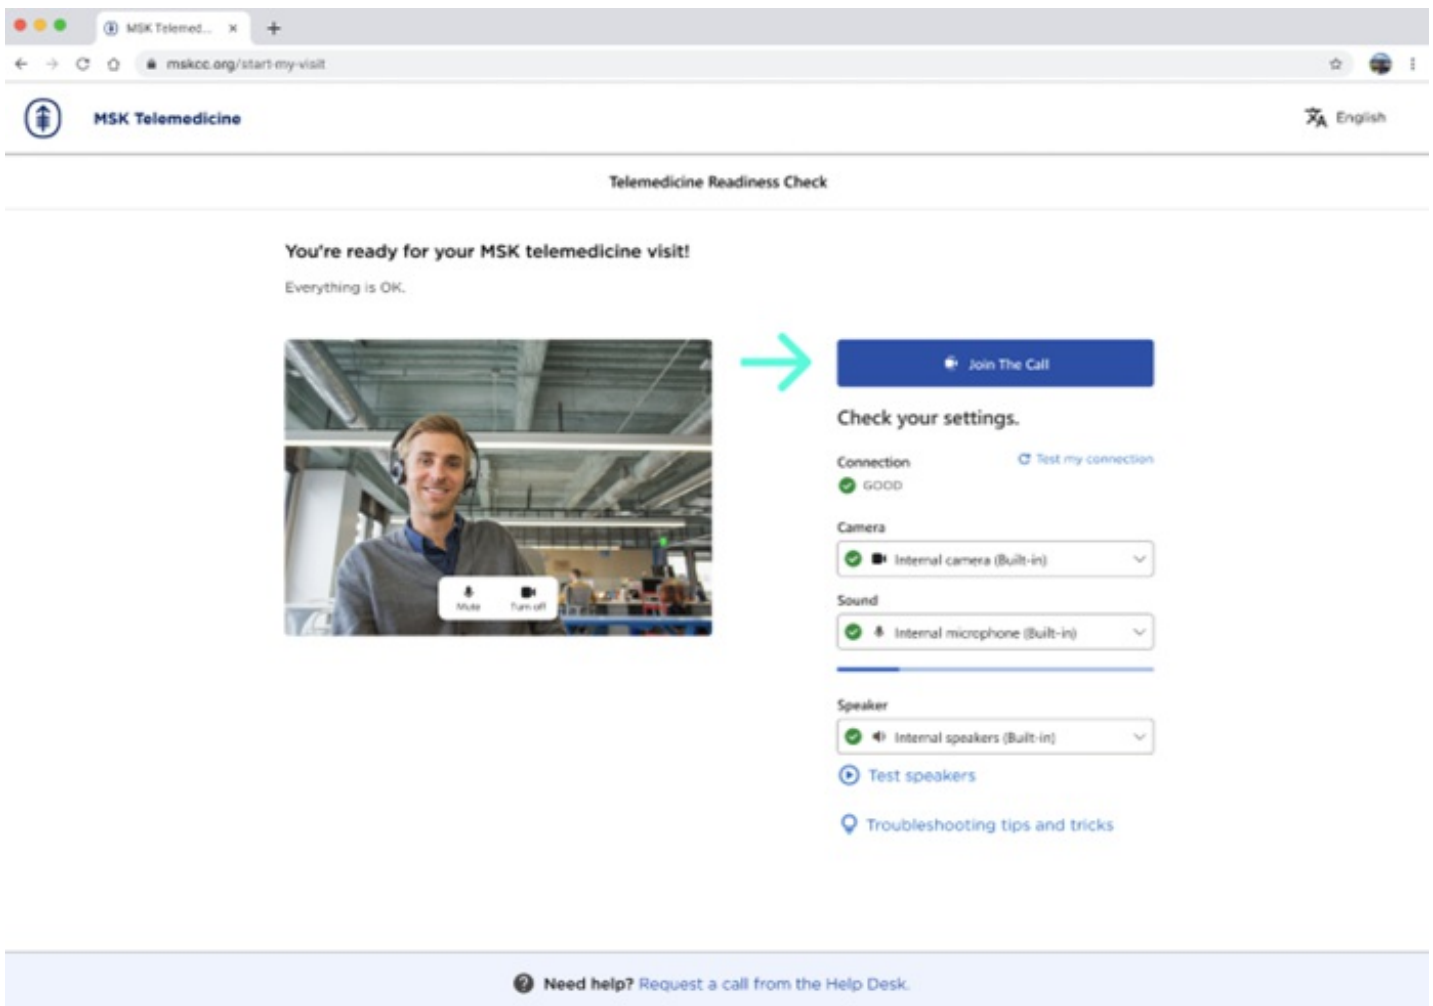 MSK Telemed...
mskcc.org/start-my-visit
MSK Telemedicine
English
Telemedicine Readiness Check
You're ready for your MSK telemedicine visit!
Everything is OK.
Mute
Turn off
Join The Call
Check your settings.
Connection
Test my connection
GOOD
Camera
Internal camera (Built-in)
Sound
Internal microphone (Built-in)
Speaker
Internal speakers (Built-in)
Test speakers
Troubleshooting tips and tricks
Need help? Request a call from the Help Desk.